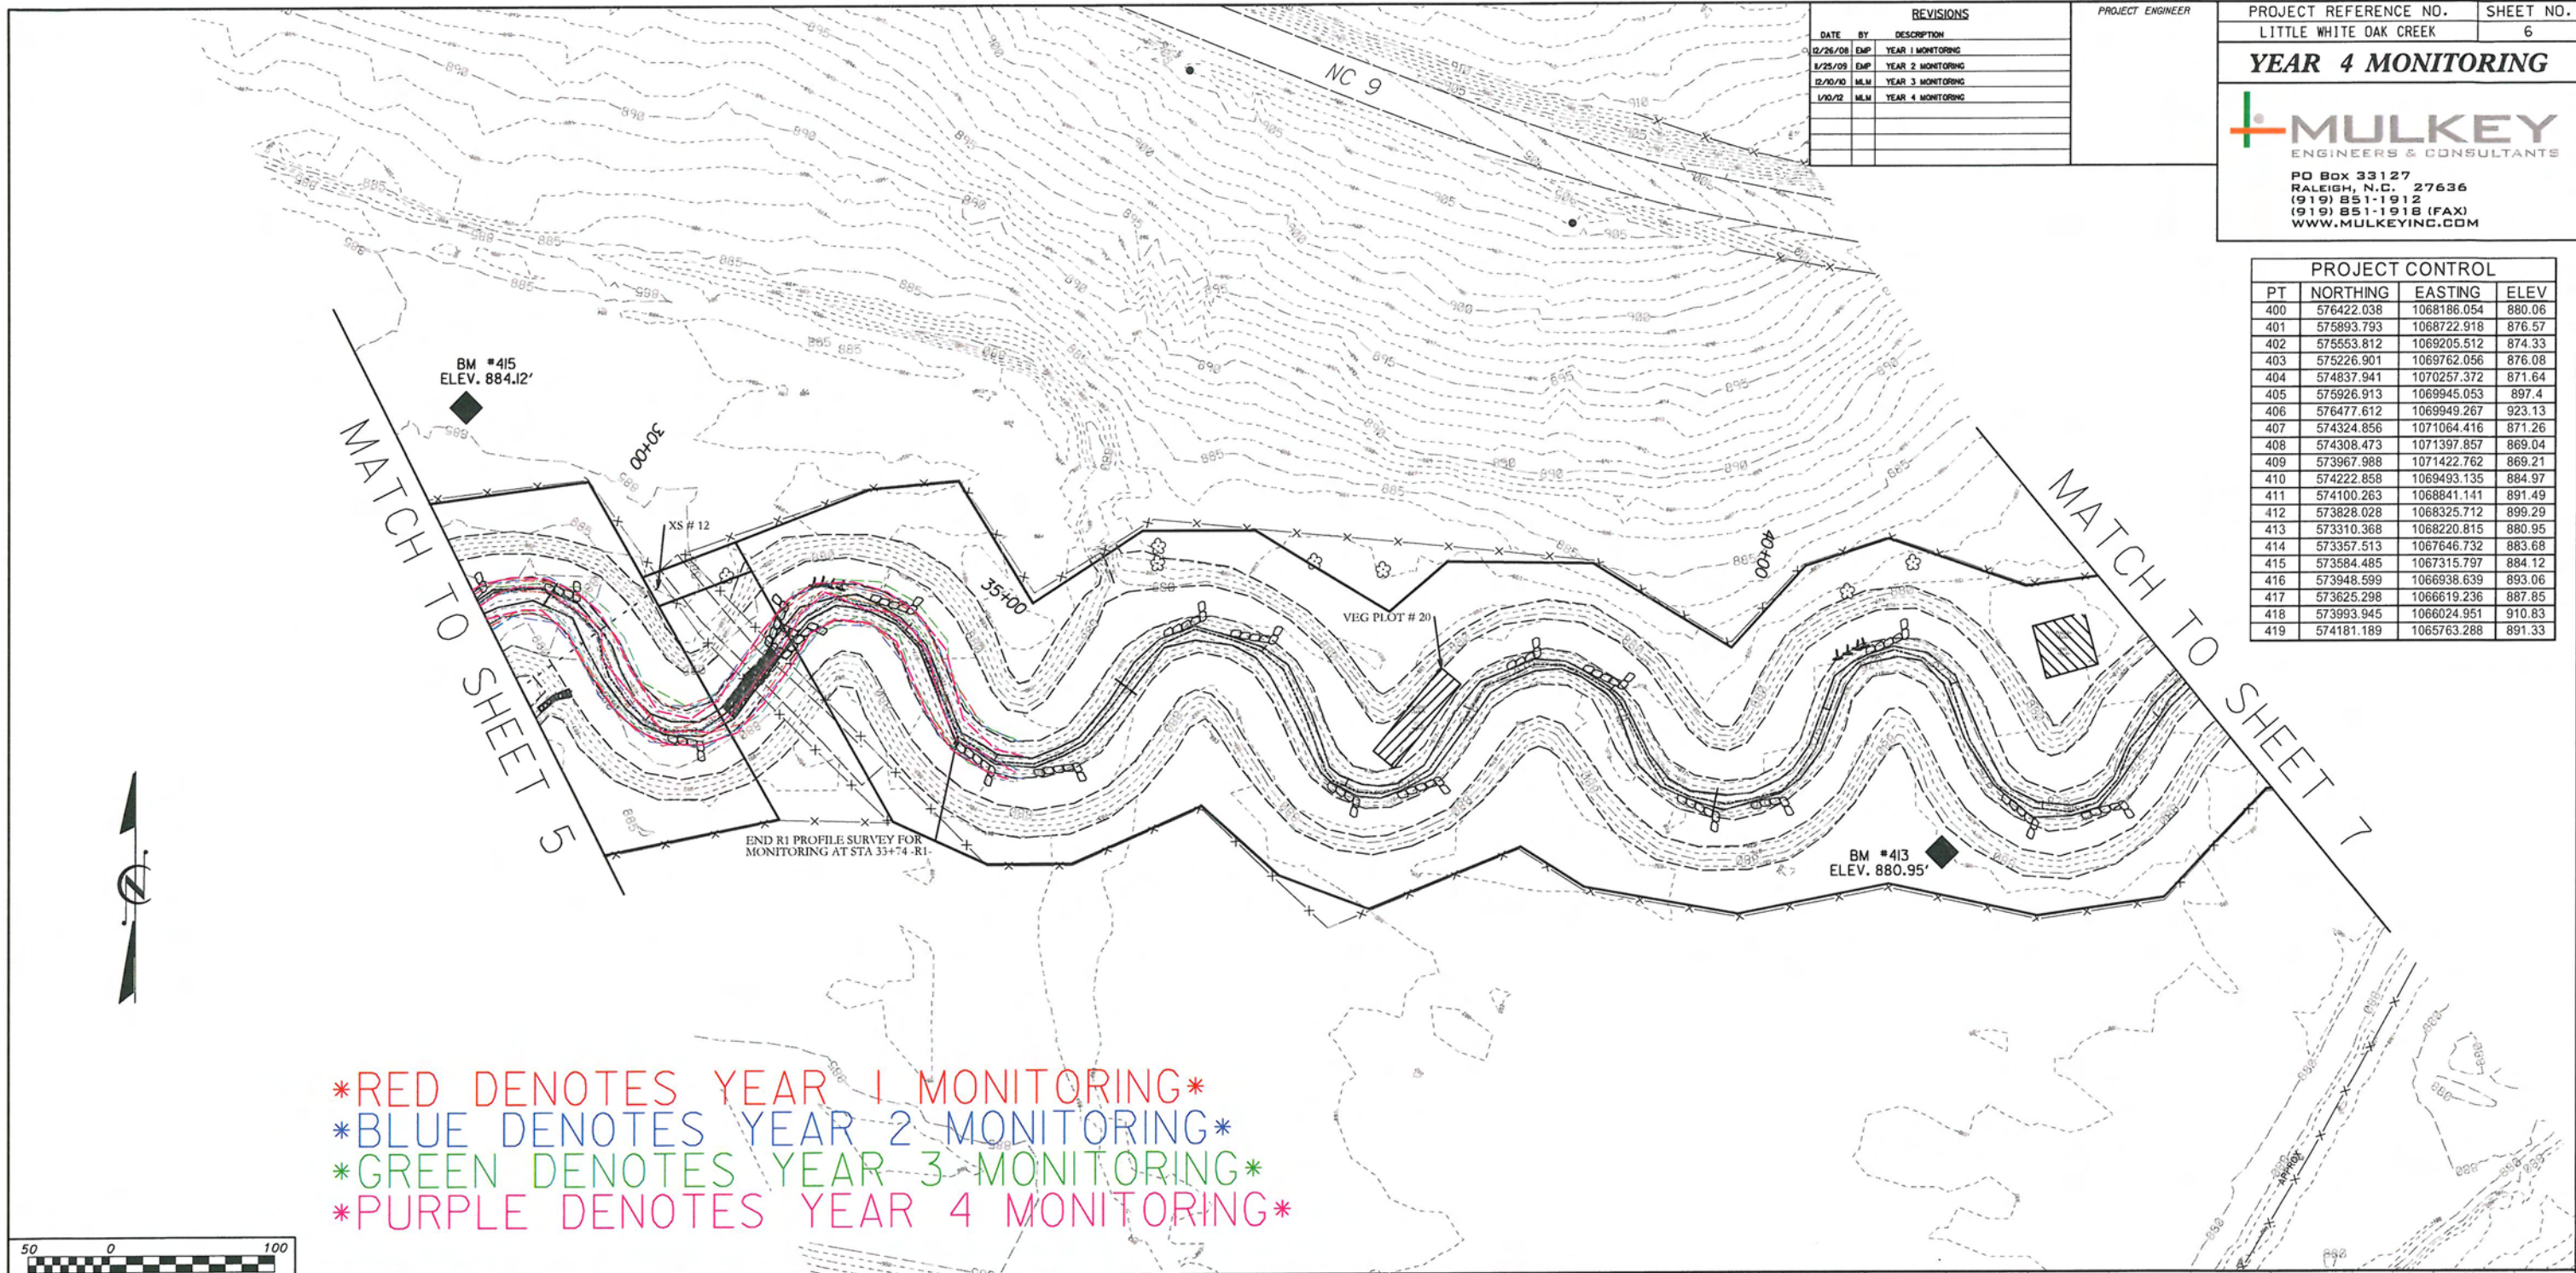 REVISIONS
DATE BY DESCRIPTION
12/26/08 EMP YEAR 1 MONITORING
11/25/09 EMP YEAR 2 MONITORING
12/10/10 MLM YEAR 3 MONITORING
1/10/12 MLM YEAR 4 MONITORING
PROJECT ENGINEER
PROJECT REFERENCE NO. SHEET NO.
LITTLE WHITE OAK CREEK 6
YEAR 4 MONITORING
MULKEY
ENGINEERS & CONSULTANTS
PO BOX 33127
RALEIGH, N.C. 27636
(919) 851-1912
(919) 851-1918 (FAX)
WWW.MULKEYINC.COM
PROJECT CONTROL
PT NORTHING EASTING ELEV
400 576422.038 1068186.054 880.06
401 575893.793 1068722.918 876.57
402 575553.812 1069205.512 874.33
403 575226.901 1069762.056 876.08
404 574837.941 1070257.372 871.64
405 575926.913 1069945.053 897.4
406 576477.612 1069949.267 923.13
407 574324.856 1071064.416 871.26
408 574308.473 1071397.857 869.04
409 573967.988 1071422.762 869.21
410 574222.858 1069493.135 884.97
411 574100.263 1068841.141 891.49
412 573828.028 1068325.712 899.29
413 573310.368 1068220.815 880.95
414 573357.513 1067646.732 883.68
415 573584.485 1067315.797 884.12
416 573948.599 1066938.639 893.06
417 573625.298 1066619.236 887.85
418 573993.945 1066024.951 910.83
419 574181.189 1065763.288 891.33
NC 9
BM #415
ELEV. 884.12'
MATCH TO SHEET 5
30+00
XS # 12
35+00
VEG PLOT # 20
40+00
MATCH TO SHEET 7
END R1 PROFILE SURVEY FOR
MONITORING AT STA 33+74 -R1-
BM #413
ELEV. 880.95'
APPROX
*RED DENOTES YEAR 1 MONITORING*
*BLUE DENOTES YEAR 2 MONITORING*
*GREEN DENOTES YEAR 3 MONITORING*
*PURPLE DENOTES YEAR 4 MONITORING*
50 0 100